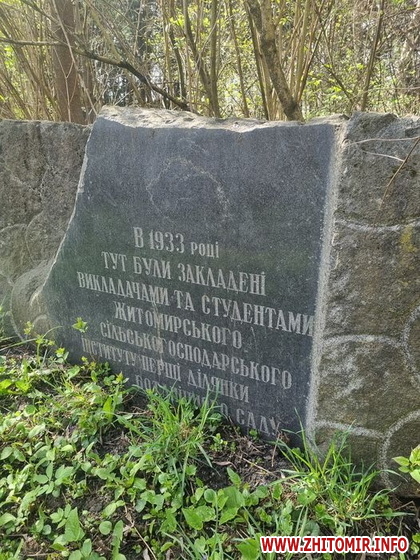 В 1933 році
ТУТ БУЛИ ЗАКЛАДЕНІ
ВИКЛАДАЧАМИ ТА СТУДЕНТАМИ
ЖИТОМИРСЬКОГО
СІЛЬСЬКОГОСПОДАРСЬКОГО
ІНСТИТУТУ ПЕРШІ ДІЛЯНКИ
САДУ
WWW.ZHITOMIR.INFO